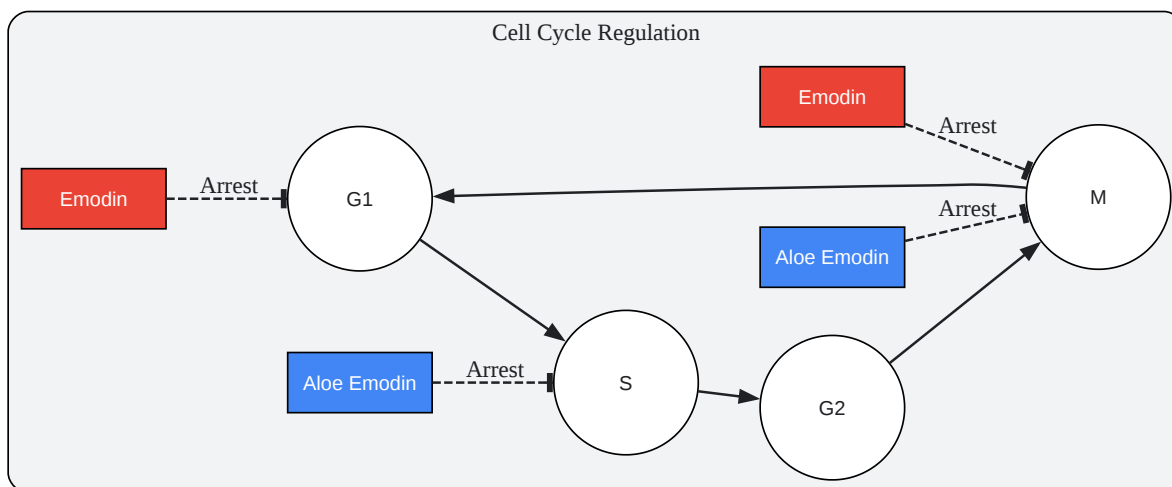 Cell Cycle Regulation
Emodin
Arrest
Emodin
Arrest
G1
M
Arrest
Aloe Emodin
Aloe Emodin
Arrest
S
G2